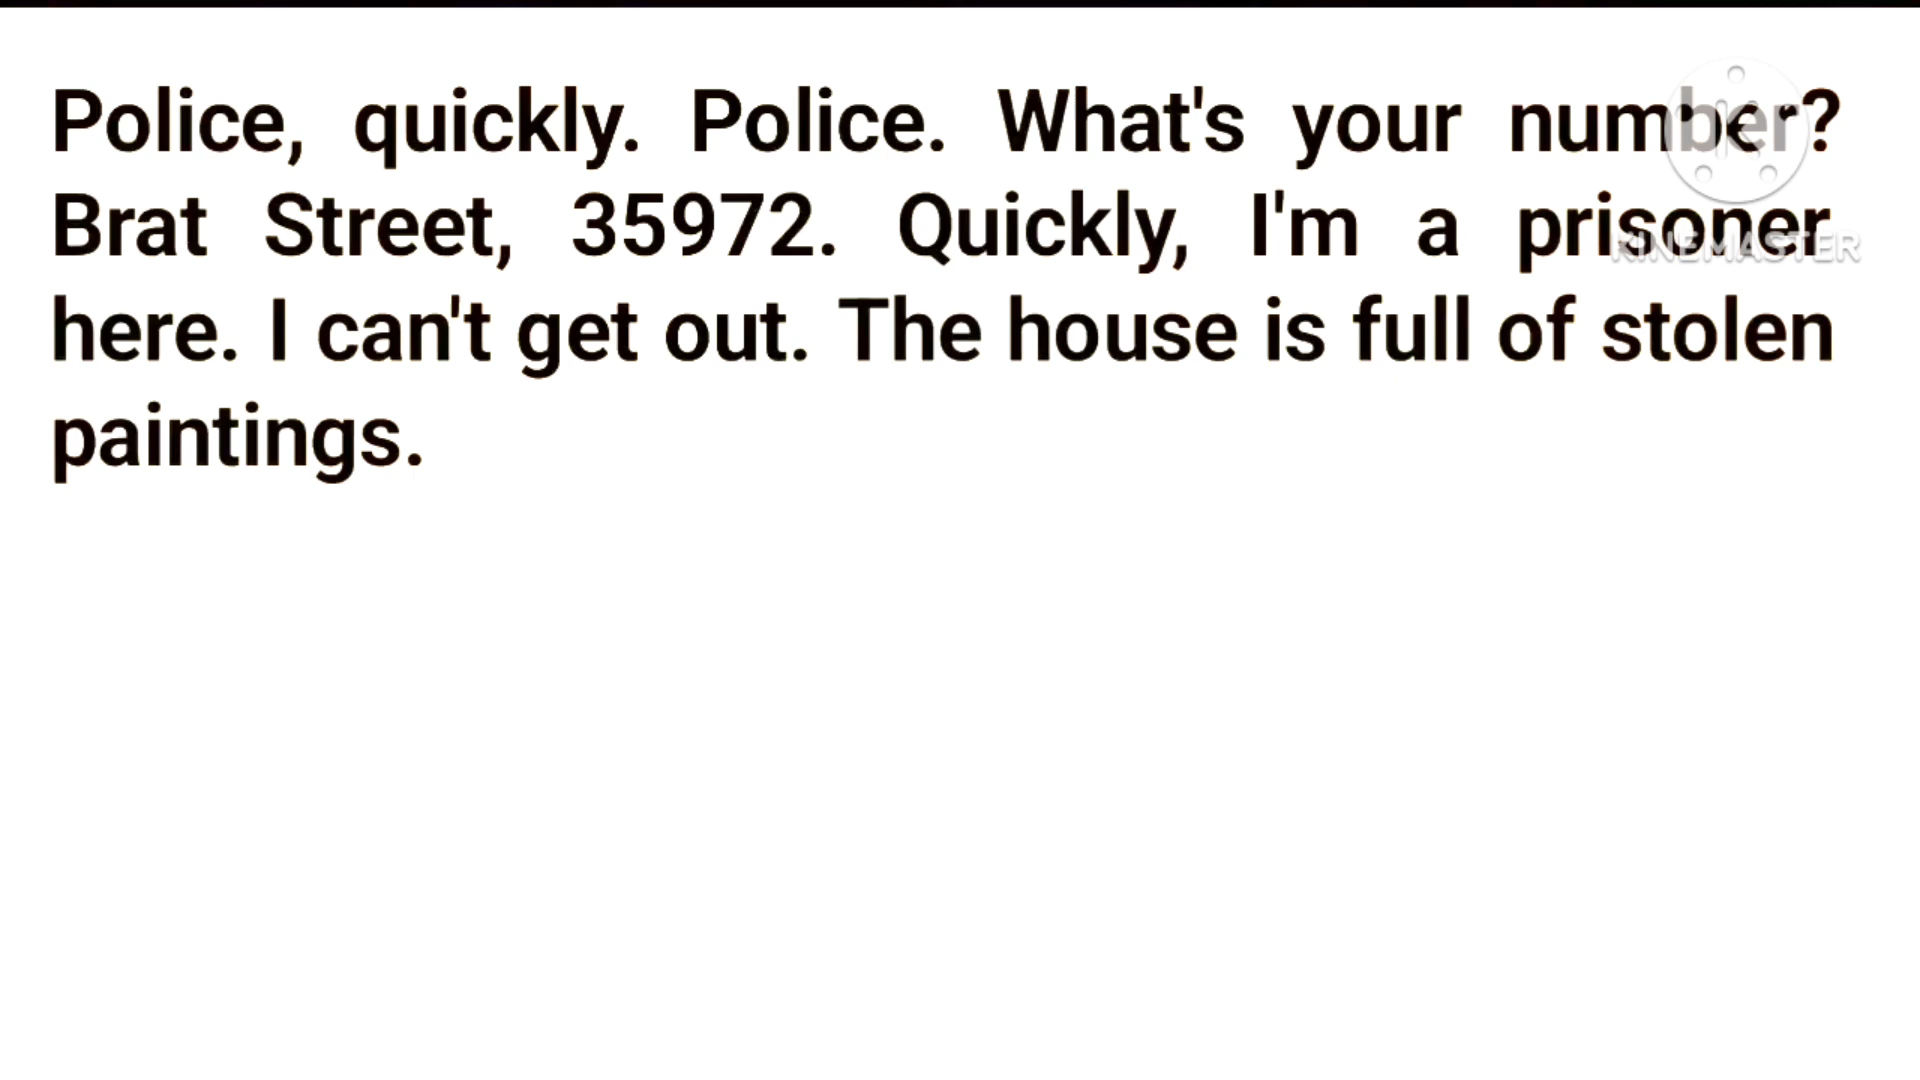 Police, quickly. Police. What's your number?
Brat Street, 35972. Quickly, I'm a prisoner
here. I can't get out. The house is full of stolen
paintings.
KINEMASTER